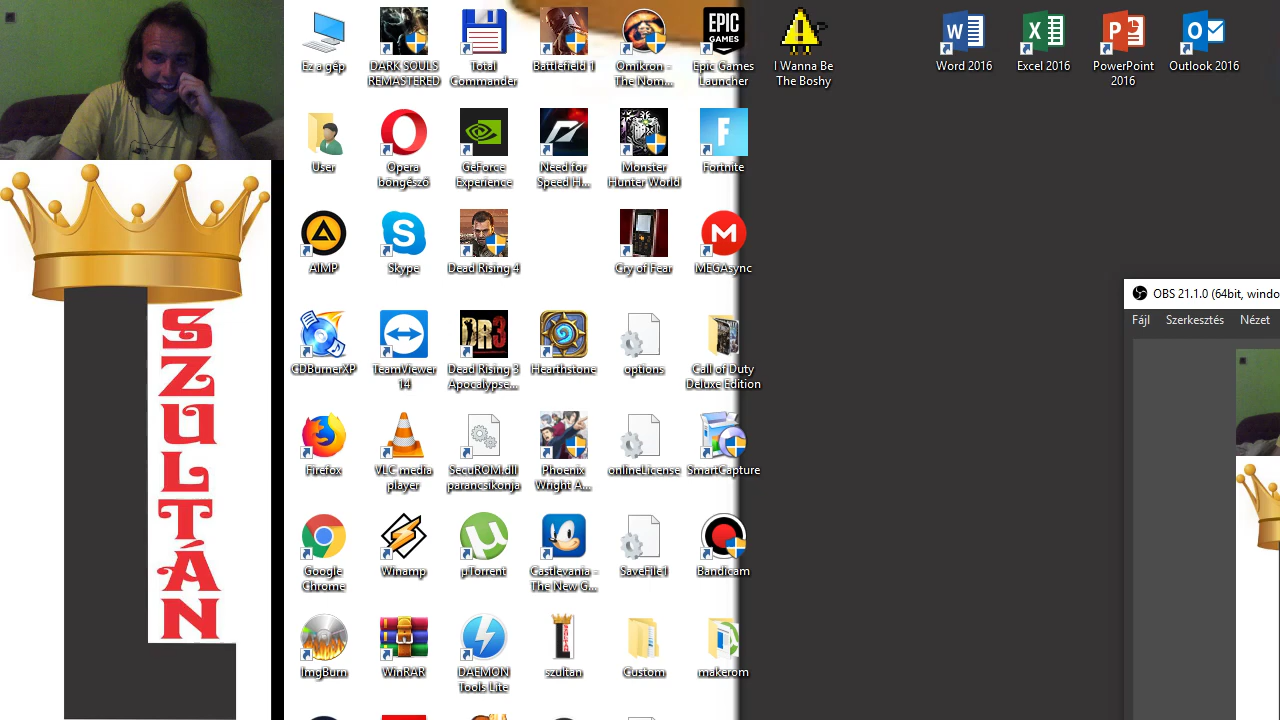 Ez a gép
DARK SOULS
REMASTERED
Total
Commander
Battlefield 1
Omikron -
The Nom...
EPIC
GAMES
Epic Games
Launcher
I Wanna Be
The Boshy
Word 2016
Excel 2016
PowerPoint
2016
Outlook 2016
User
Opera
böngésző
GeForce
Experience
Need for
Speed H...
Monster
Hunter World
Fortnite
AIMP
Skype
Dead Rising 4
Cry of Fear
MEGAsync
CDBurnerXP
TeamViewer
14
DR3
Dead Rising 3
Apocalypse...
Hearthstone
options
Call of Duty
Deluxe Edition
OBS 21.1.0 (64bit, windo
Fájl
Szerkesztés
Nézet
Firefox
VLC media
player
SecuROM.dll
parancsikonja
Phoenix
Wright A...
onlineLicense
SmartCapture
Google
Chrome
Winamp
µTorrent
Castlevania -
The New G...
SaveFile1
Bandicam
ImgBurn
WinRAR
DAEMON
Tools Lite
szultan
Custom
makerom
SZULTÁN